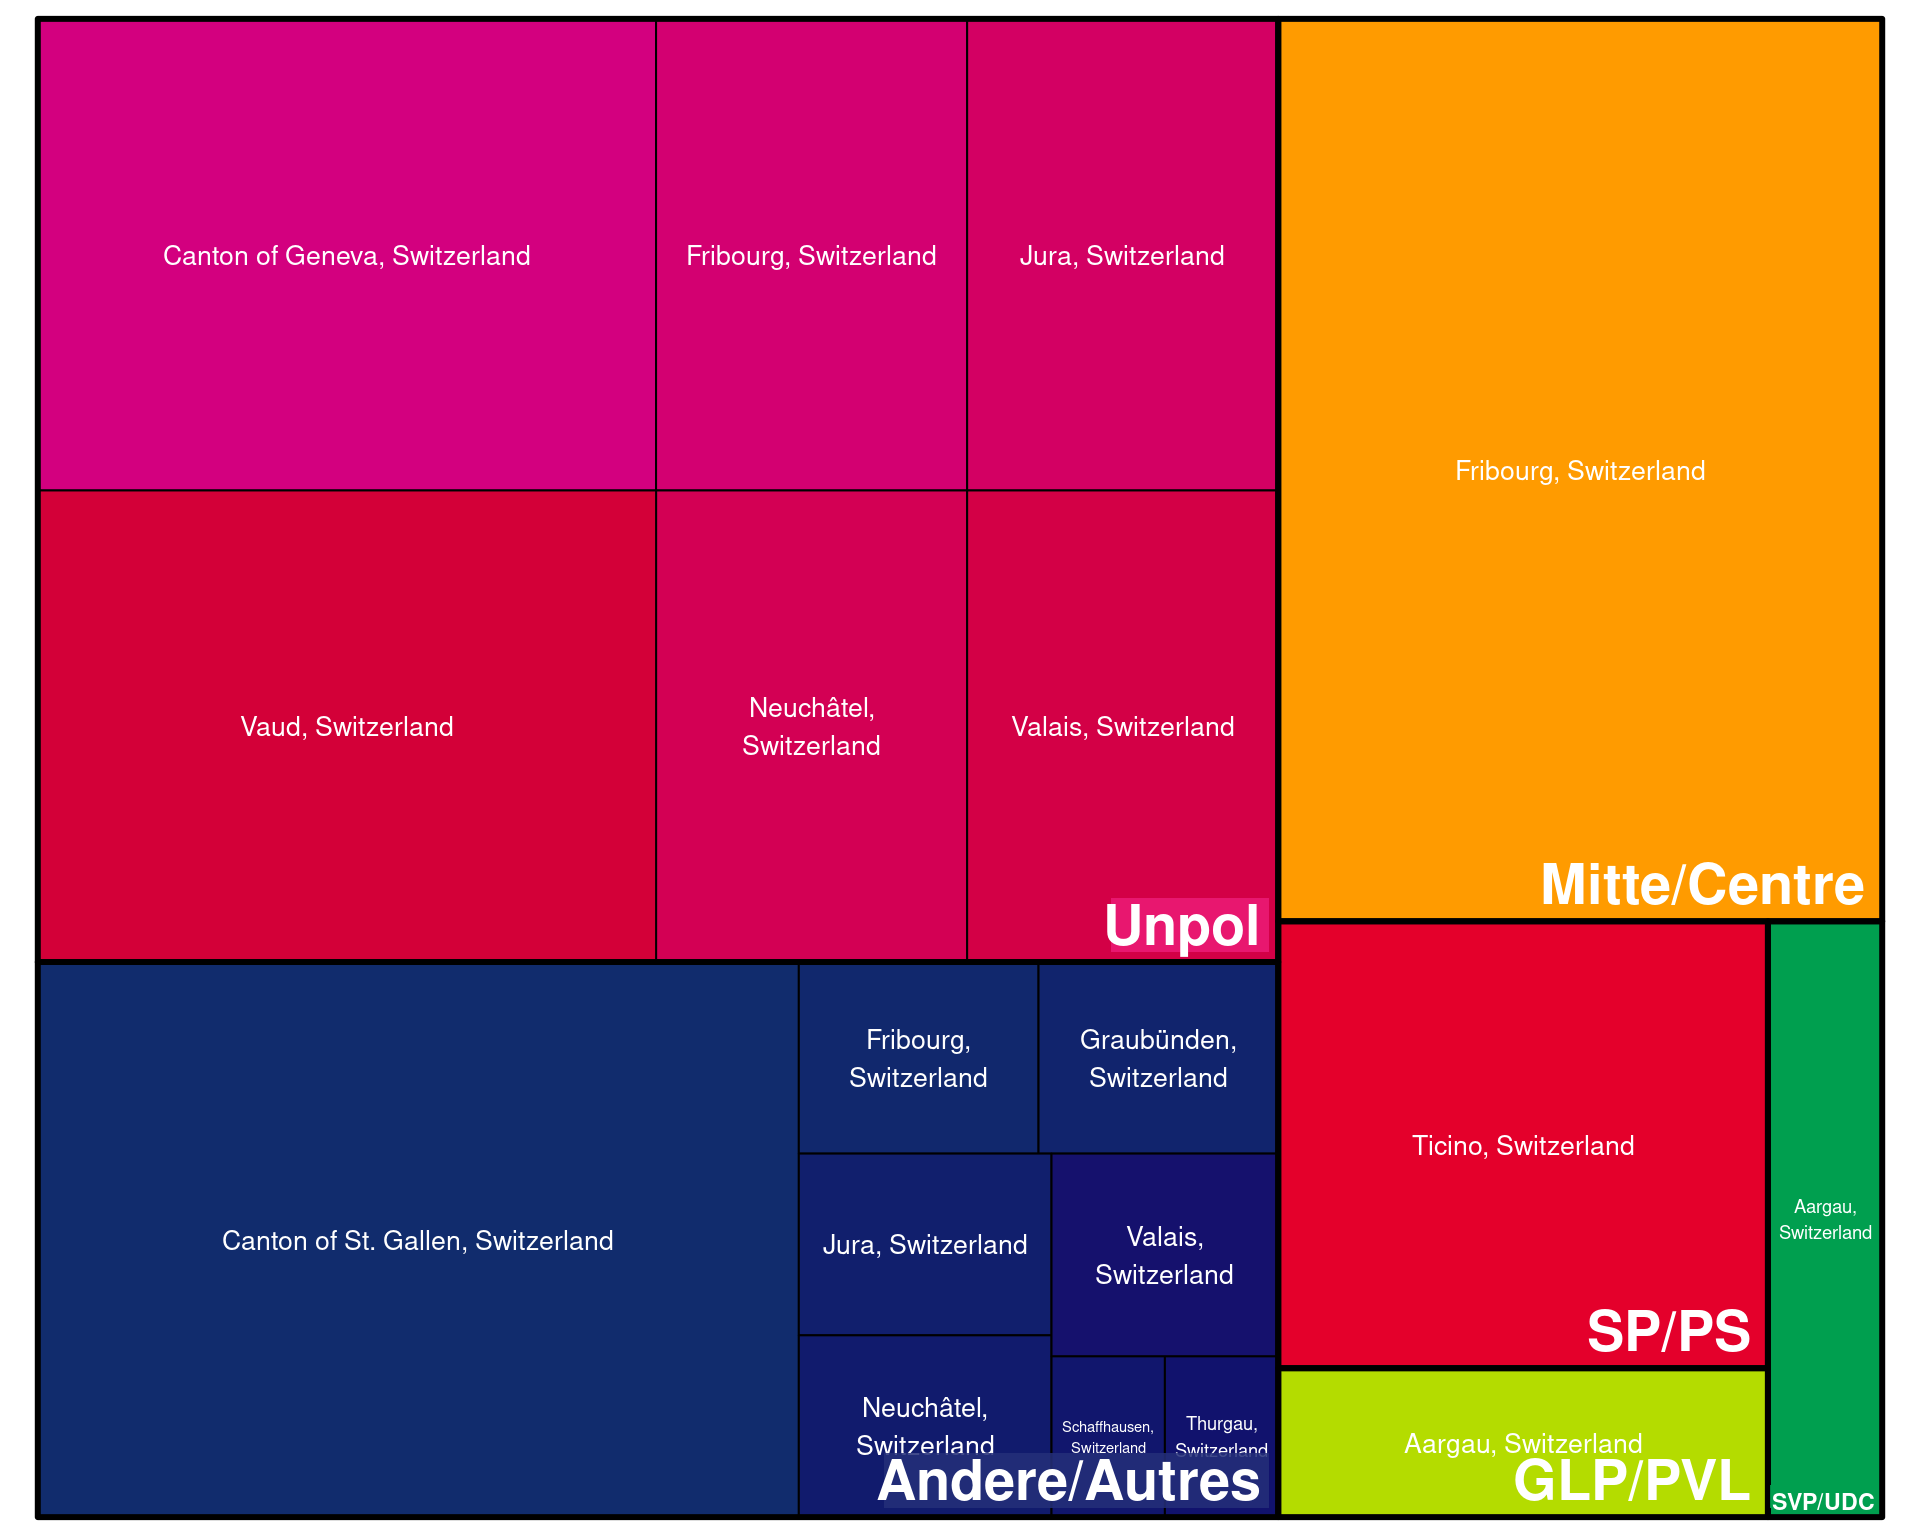 Canton of Geneva, Switzerland
Fribourg, Switzerland
Jura, Switzerland
Vaud, Switzerland
Neuchâtel,
Switzerland
Valais, Switzerland
Unpol
Fribourg, Switzerland
Mitte/Centre
Canton of St. Gallen, Switzerland
Fribourg,
Switzerland
Graubünden,
Switzerland
Jura, Switzerland
Valais,
Switzerland
Neuchâtel,
Switzerland
Schaffhausen,
Switzerland
Thurgau,
Switzerland
Andere/Autres
Ticino, Switzerland
SP/PS
Aargau, Switzerland
GLP/PVL
Aargau,
Switzerland
SVP/UDC